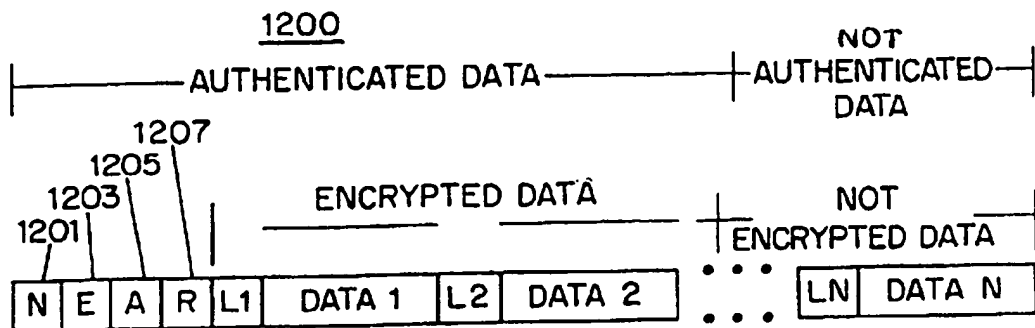 1200
AUTHENTICATED DATA
NOT
AUTHENTICATED
DATA
1207
1205
1203
1201
ENCRYPTED DATA
NOT
ENCRYPTED DATA
N E A R L1 DATA 1 L2 DATA 2 ••• LN DATA N